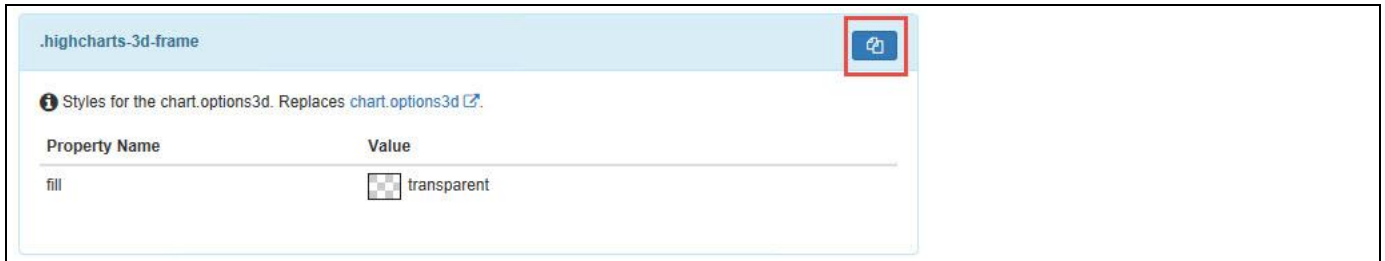 .highcharts-3d-frame
Styles for the chart.options3d. Replaces chart.options3d.
Property Name Value
fill transparent